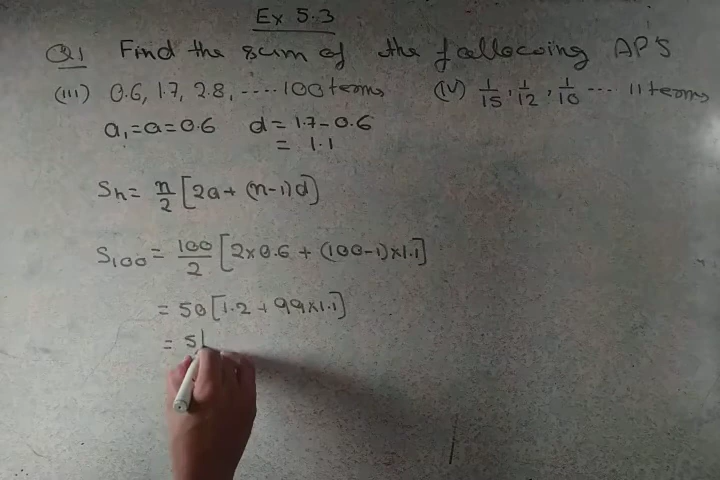 Ex 5.3
Q1 Find the sum of the following AP'S
(iii) 0.6, 1.7, 2.8, .... 100 terms (iv) 1/15, 1/12, 1/10 ... 11 terms
a₁=a=0.6 d = 1.7-0.6
= 1.1
Sn= n/2 [2a+(n-1)d]
S100 = 100/2 [2×0.6 + (100-1)×1.1]
= 50[1.2 + 99×1.1]
= 5